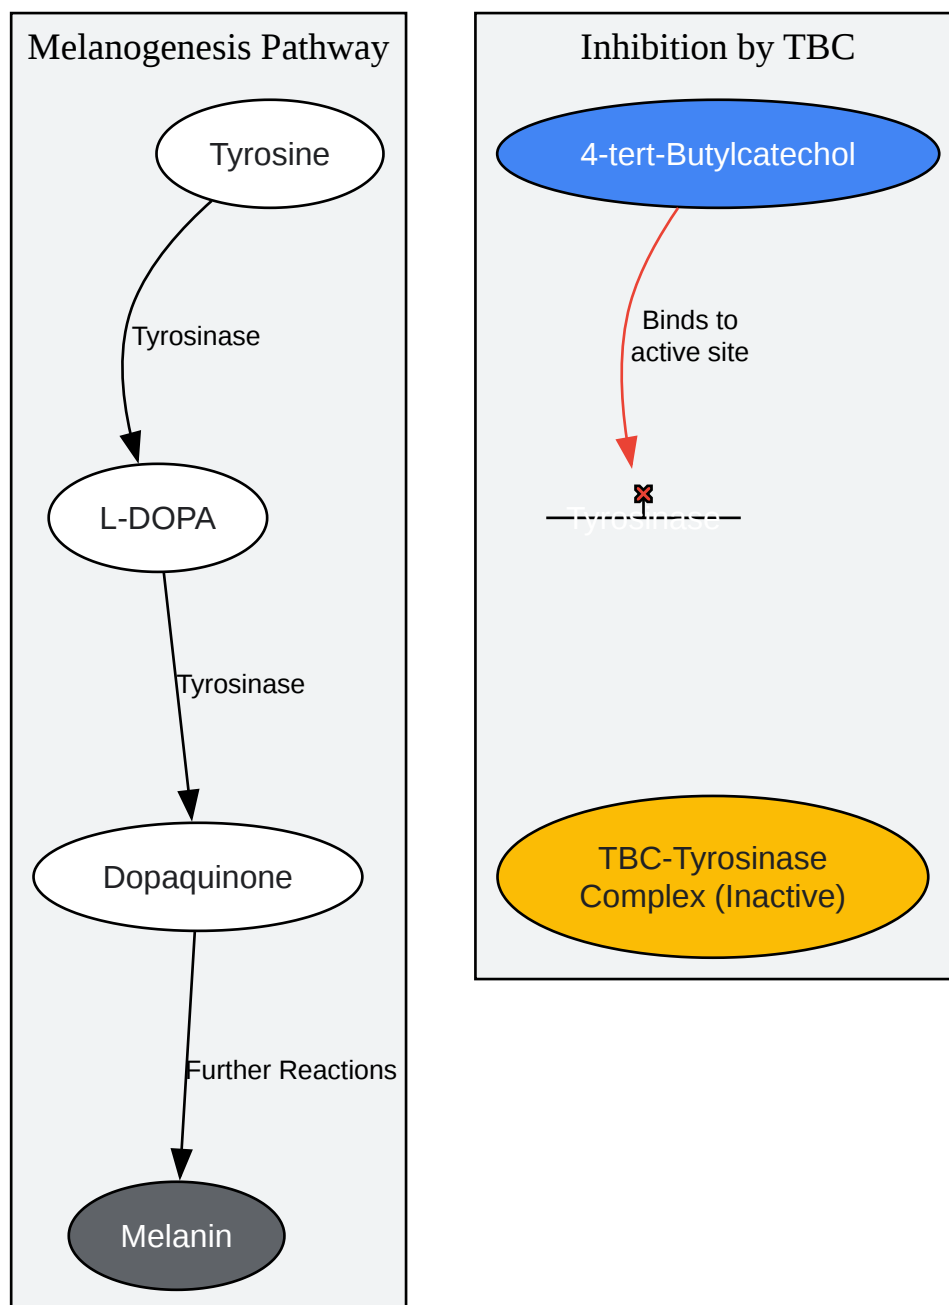 Melanogenesis Pathway
Tyrosine
Tyrosinase
L-DOPA
Tyrosinase
Dopaquinone
Further Reactions
Melanin
Inhibition by TBC
4-tert-Butylcatechol
Binds to
active site
Tyrosinase
TBC-Tyrosinase
Complex (Inactive)